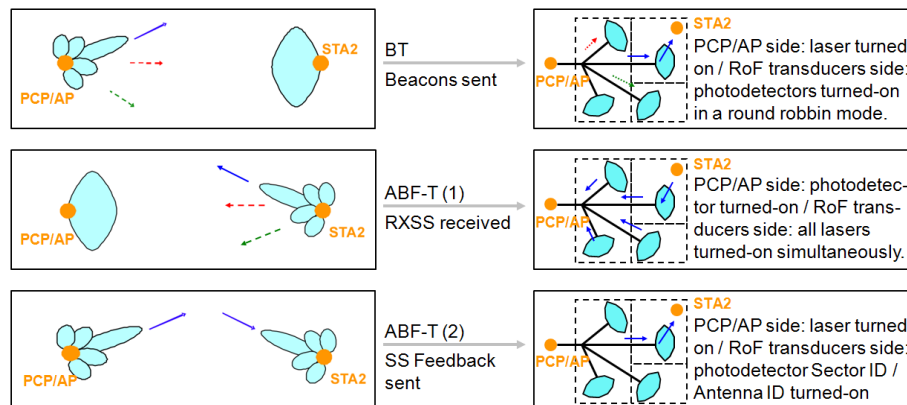 PCP/AP
STA2
BT
Beacons sent
PCP/AP
STA2
PCP/AP side: laser turned
on / RoF transducers side:
photodetectors turned-on
in a round robbin mode.
PCP/AP
STA2
ABF-T (1)
RXSS received
PCP/AP
STA2
PCP/AP side: photodetec-
tor turned-on / RoF trans-
ducers side: all lasers
turned-on simultaneously.
PCP/AP
STA2
ABF-T (2)
SS Feedback
sent
PCP/AP
STA2
PCP/AP side: laser turned
on / RoF transducers side:
photodetector Sector ID /
Antenna ID turned-on